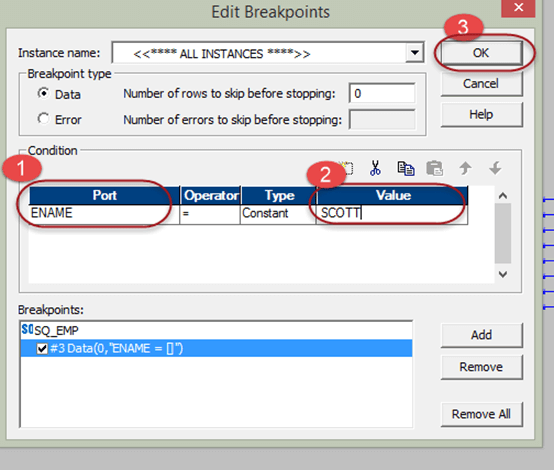 Edit Breakpoints
3
Instance name: <<**** ALL INSTANCES ****>> OK
Breakpoint type Cancel
Data Number of rows to skip before stopping: 0
Error Number of errors to skip before stopping: Help
Condition
1 2
Port Operator Type Value
ENAME = Constant SCOTT
Breakpoints:
SQ SQ_EMP Add
#3 Data(0,"ENAME = []")
Remove
Remove All